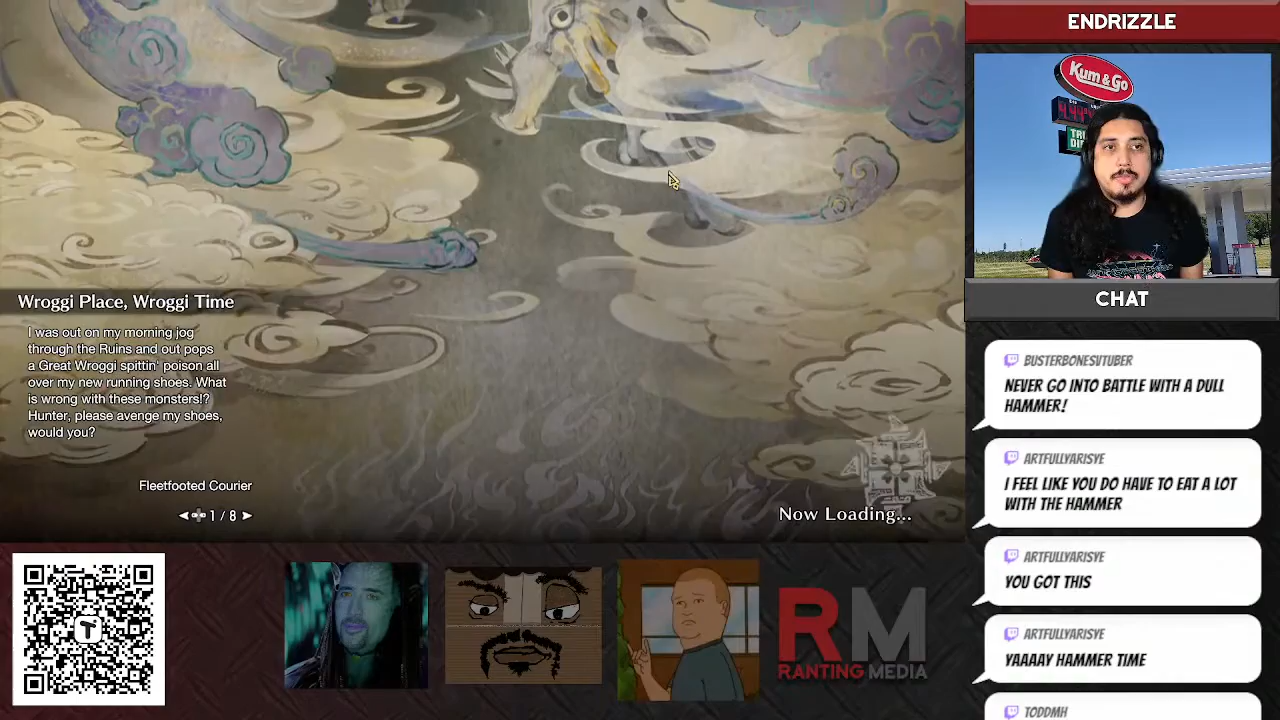 Wroggi Place, Wroggi Time
I was out on my morning jog
through the Ruins and out pops
a Great Wroggi spittin' poison all
over my new running shoes. What
is wrong with these monsters!?
Hunter, please avenge my shoes,
would you?
Fleetfooted Courier
1 / 8
Now Loading...
RM
RANTING MEDIA
ENDRIZZLE
Kum & Go
CHAT
BUSTERBONESVTUBER
NEVER GO INTO BATTLE WITH A DULL
HAMMER!
ARTFULLYARISYE
I FEEL LIKE YOU DO HAVE TO EAT A LOT
WITH THE HAMMER
ARTFULLYARISYE
YOU GOT THIS
ARTFULLYARISYE
YAAAAY HAMMER TIME
TODDMH